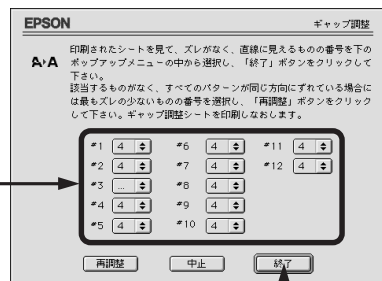 EPSON ギャップ調整
印刷されたシートを見て、ズレがなく、直線に見えるものの番号を下の
ポップアップメニューの中から選択し、「終了」ボタンをクリックして
下さい。
該当するものがなく、すべてのパターンが同じ方向にずれている場合に
は最もズレの少ないものの番号を選択し、「再調整」ボタンをクリック
して下さい。ギャップ調整シートを印刷しなおします。
A›A
#1 4 #6 4 #11 4
#2 4 #7 4 #12 4
#3 ... #8 4
#4 4 #9 4
#5 4 #10 4
再調整 中止 終了